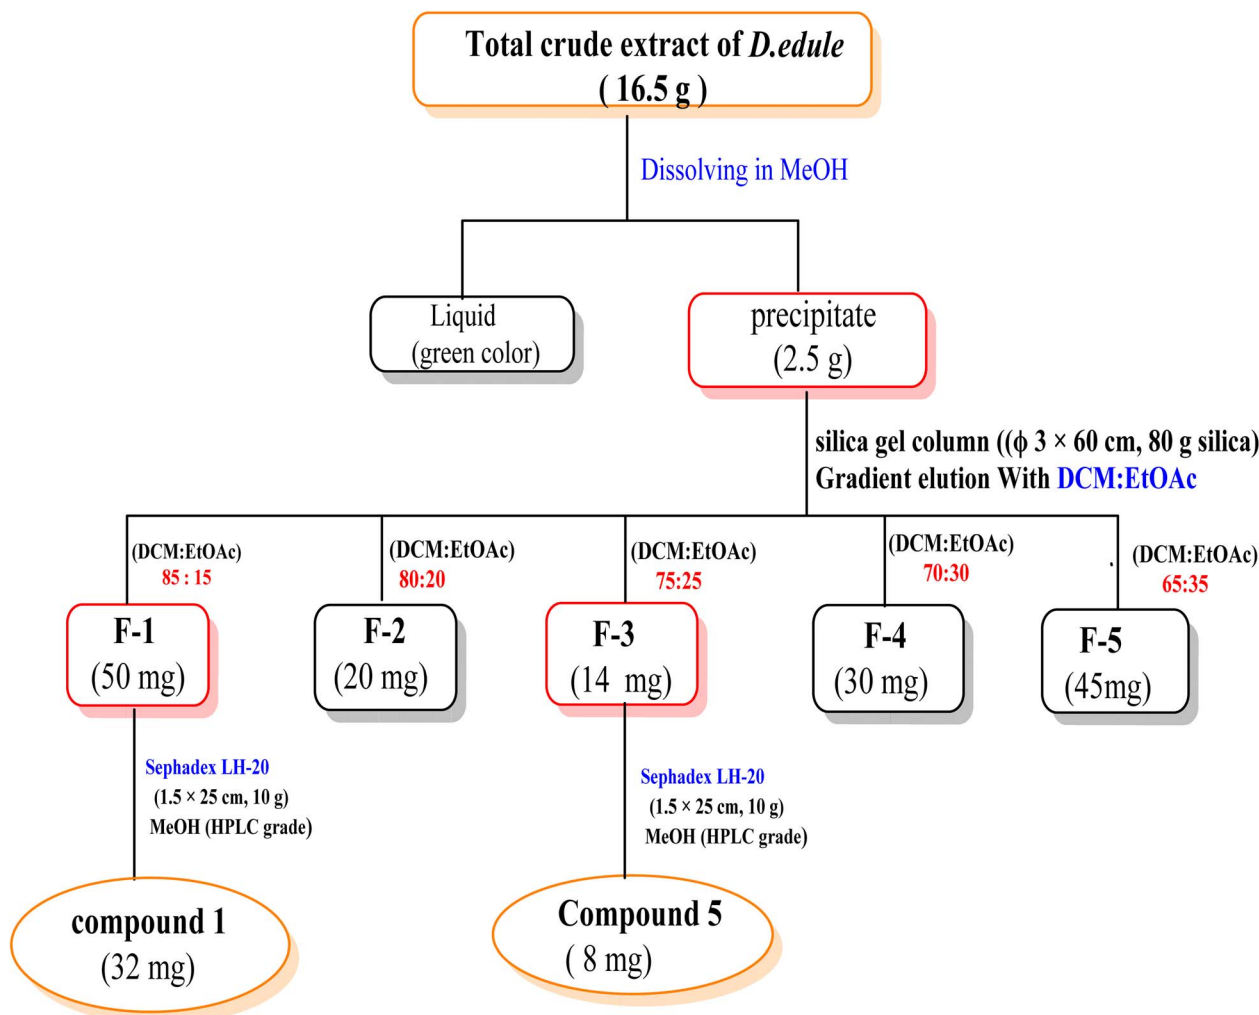 Total crude extract of D.edule
( 16.5 g )
Dissolving in MeOH
Liquid
(green color)
precipitate
(2.5 g)
silica gel column ((ϕ 3 × 60 cm, 80 g silica)
Gradient elution With DCM:EtOAc
(DCM:EtOAc)
85 : 15
(DCM:EtOAc)
80:20
(DCM:EtOAc)
75:25
(DCM:EtOAc)
70:30
(DCM:EtOAc)
65:35
F-1
(50 mg)
F-2
(20 mg)
F-3
(14 mg)
F-4
(30 mg)
F-5
(45mg)
Sephadex LH-20
(1.5 × 25 cm, 10 g)
MeOH (HPLC grade)
Sephadex LH-20
(1.5 × 25 cm, 10 g)
MeOH (HPLC grade)
compound 1
(32 mg)
Compound 5
( 8 mg)